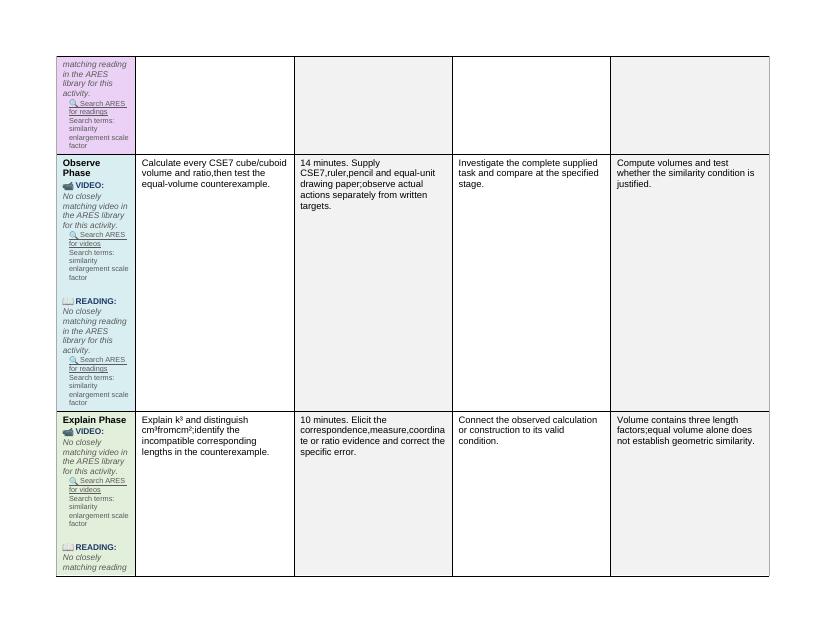 matching reading
in the ARES
library for this
activity.
🔍 Search ARES
for readings
Search terms:
similarity
enlargement scale
factor
Observe
Phase
📹 VIDEO:
No closely
matching video in
the ARES library
for this activity.
🔍 Search ARES
for videos
Search terms:
similarity
enlargement scale
factor
📖 READING:
No closely
matching reading
in the ARES
library for this
activity.
🔍 Search ARES
for readings
Search terms:
similarity
enlargement scale
factor
Calculate every CSE7 cube/cuboid
volume and ratio,then test the
equal-volume counterexample.
14 minutes. Supply
CSE7,ruler,pencil and equal-unit
drawing paper;observe actual
actions separately from written
targets.
Investigate the complete supplied
task and compare at the specified
stage.
Compute volumes and test
whether the similarity condition is
justified.
Explain Phase
📹 VIDEO:
No closely
matching video in
the ARES library
for this activity.
🔍 Search ARES
for videos
Search terms:
similarity
enlargement scale
factor
📖 READING:
No closely
matching reading
Explain k³ and distinguish
cm³fromcm²;identify the
incompatible corresponding
lengths in the counterexample.
10 minutes. Elicit the
correspondence,measure,coordina
te or ratio evidence and correct the
specific error.
Connect the observed calculation
or construction to its valid
condition.
Volume contains three length
factors;equal volume alone does
not establish geometric similarity.